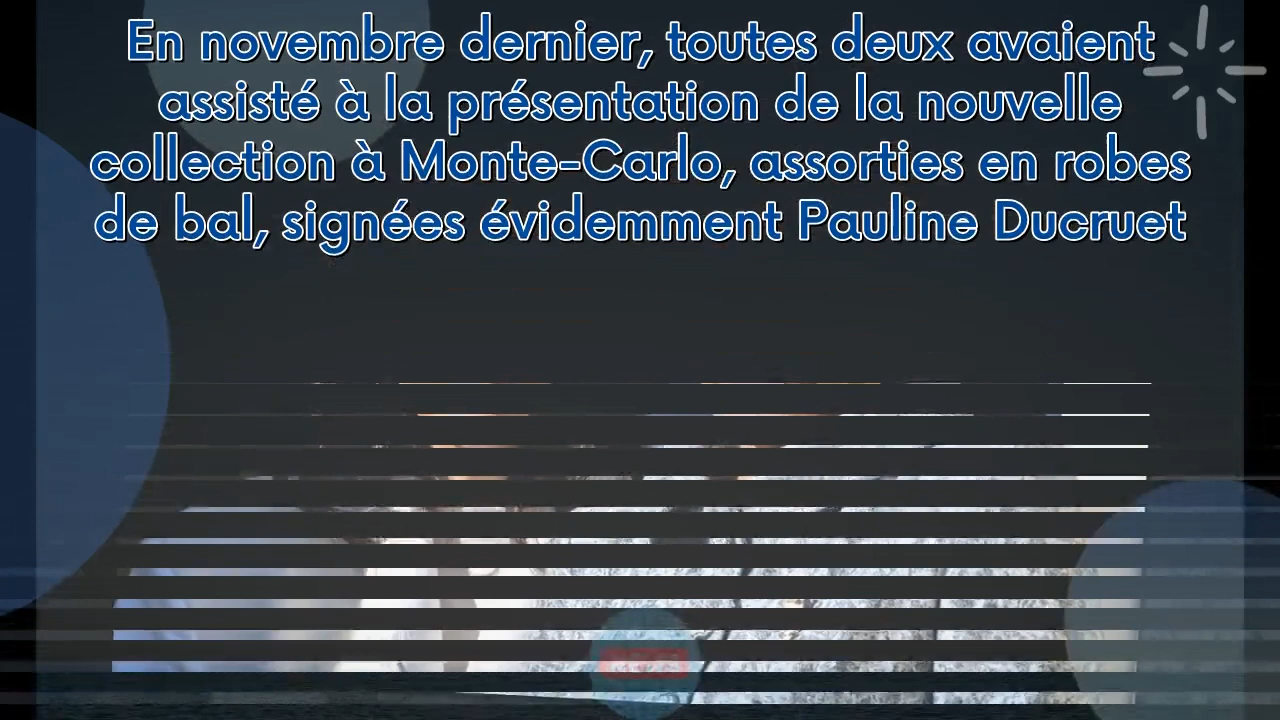 En novembre dernier, toutes deux avaient
assisté à la présentation de la nouvelle
collection à Monte-Carlo, assorties en robes
de bal, signées évidemment Pauline Ducruet